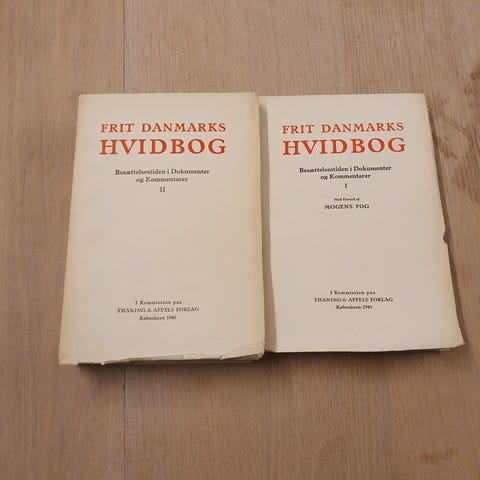 FRIT DANMARKS
HVIDBOG
Besættelsestiden i Dokumenter
og Kommentarer
II
I Kommission paa
THANING & APPELS FORLAG
København 1946
FRIT DANMARKS
HVIDBOG
Besættelsestiden i Dokumenter
og Kommentarer
I
Med Forord af
MOGENS FOG
I Kommission paa
THANING & APPELS FORLAG
København 1945